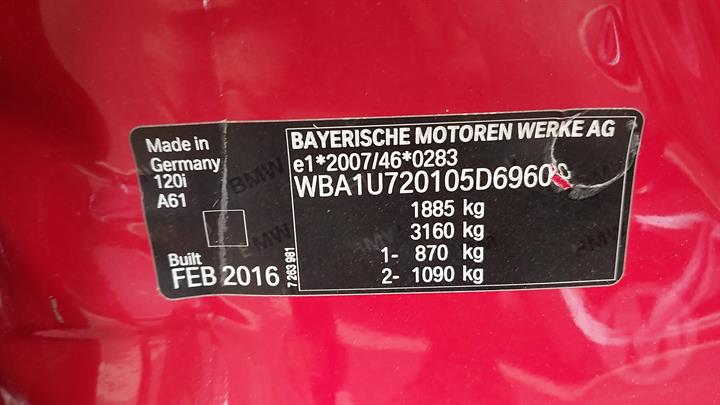 Made in
Germany
120i
A61
Built
FEB 2016
7 263 981
BAYERISCHE MOTOREN WERKE AG
e1*2007/46*0283
1885 kg
3160 kg
1- 870 kg
2- 1090 kg
BMW